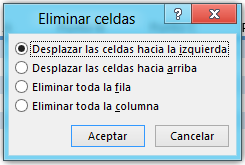 Eliminar celdas
Desplazar las celdas hacia la izquierda
Desplazar las celdas hacia arriba
Eliminar toda la fila
Eliminar toda la columna
Aceptar
Cancelar